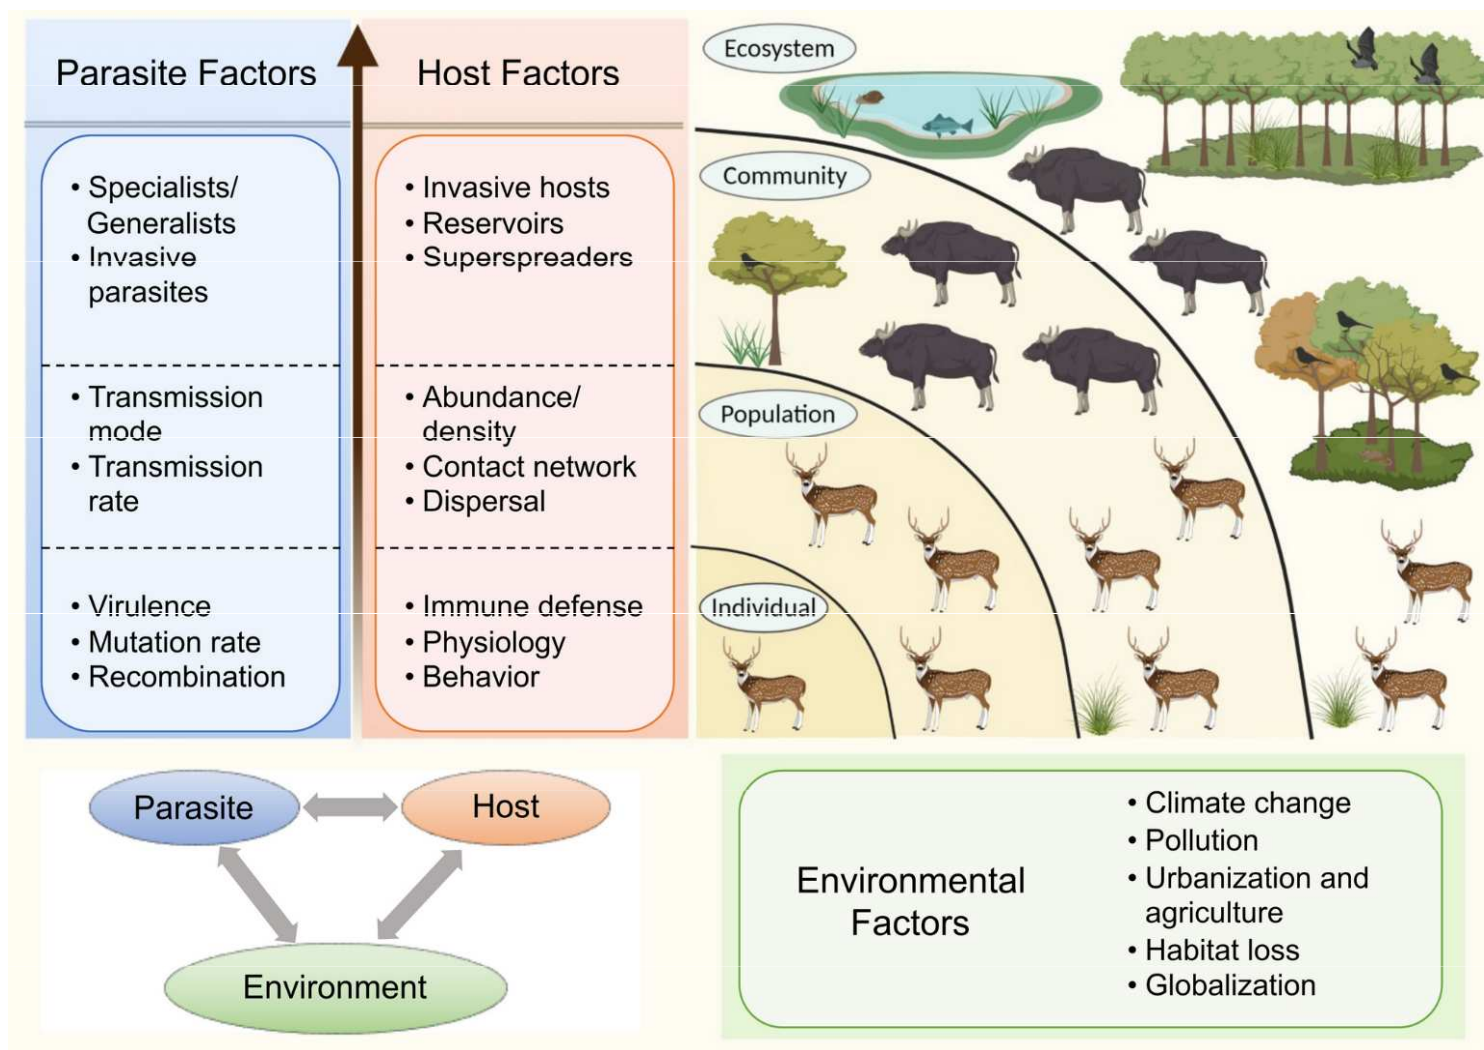 Parasite Factors
• Specialists/
Generalists
• Invasive
parasites
• Transmission
mode
• Transmission
rate
• Virulence
• Mutation rate
• Recombination
Host Factors
• Invasive hosts
• Reservoirs
• Superspreaders
• Abundance/
density
• Contact network
• Dispersal
• Immune defense
• Physiology
• Behavior
Ecosystem
Community
Population
Individual
Parasite
Host
Environment
Environmental
Factors
• Climate change
• Pollution
• Urbanization and
agriculture
• Habitat loss
• Globalization